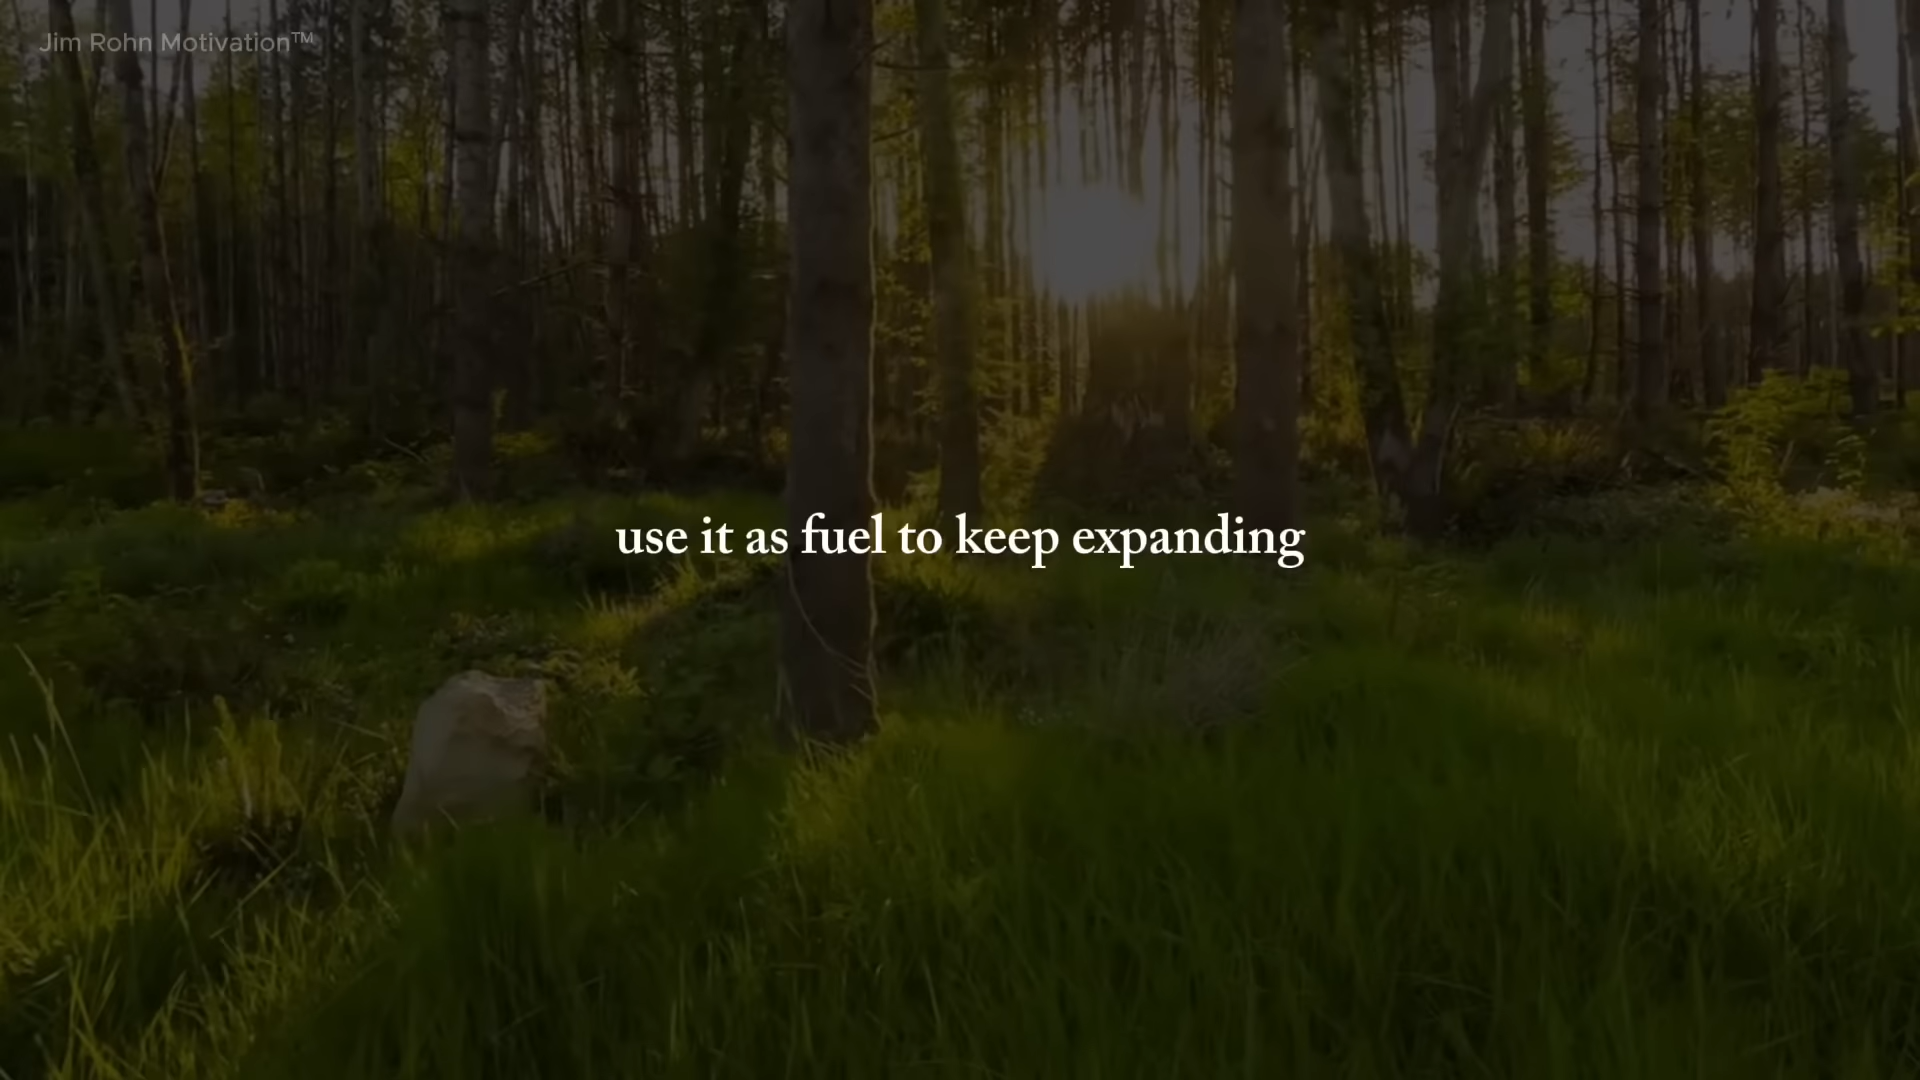 Jim Rohn Motivation™
use it as fuel to keep expanding